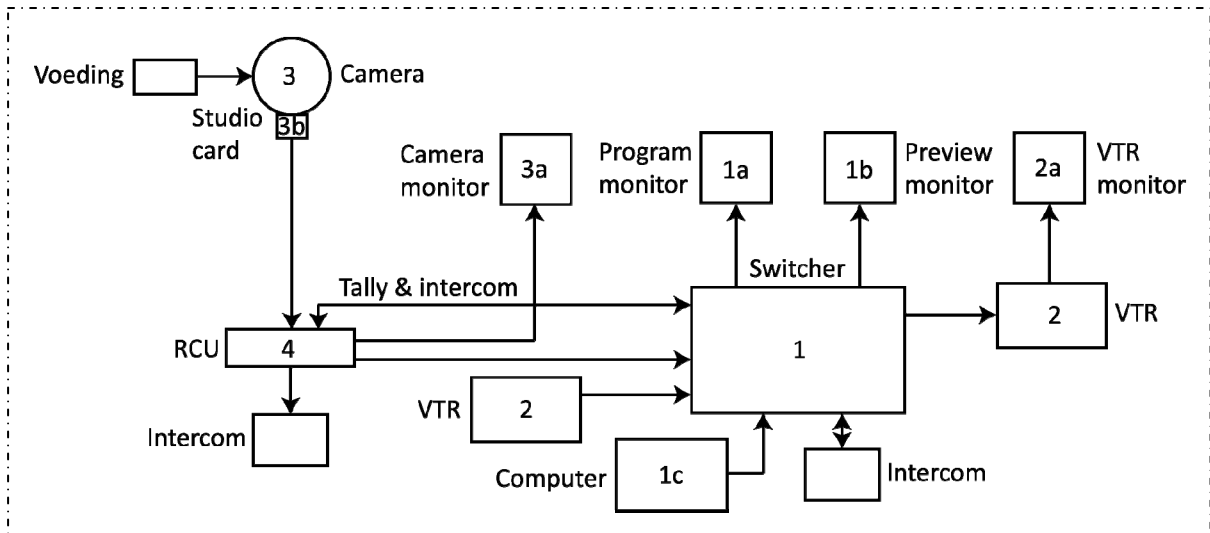 Voeding
3
Camera
Studio
card
3b
Camera
monitor
3a
Program
monitor
1a
1b
Preview
monitor
2a
VTR
monitor
Switcher
Tally & intercom
RCU
4
1
2
VTR
VTR
2
Intercom
Computer
1c
Intercom